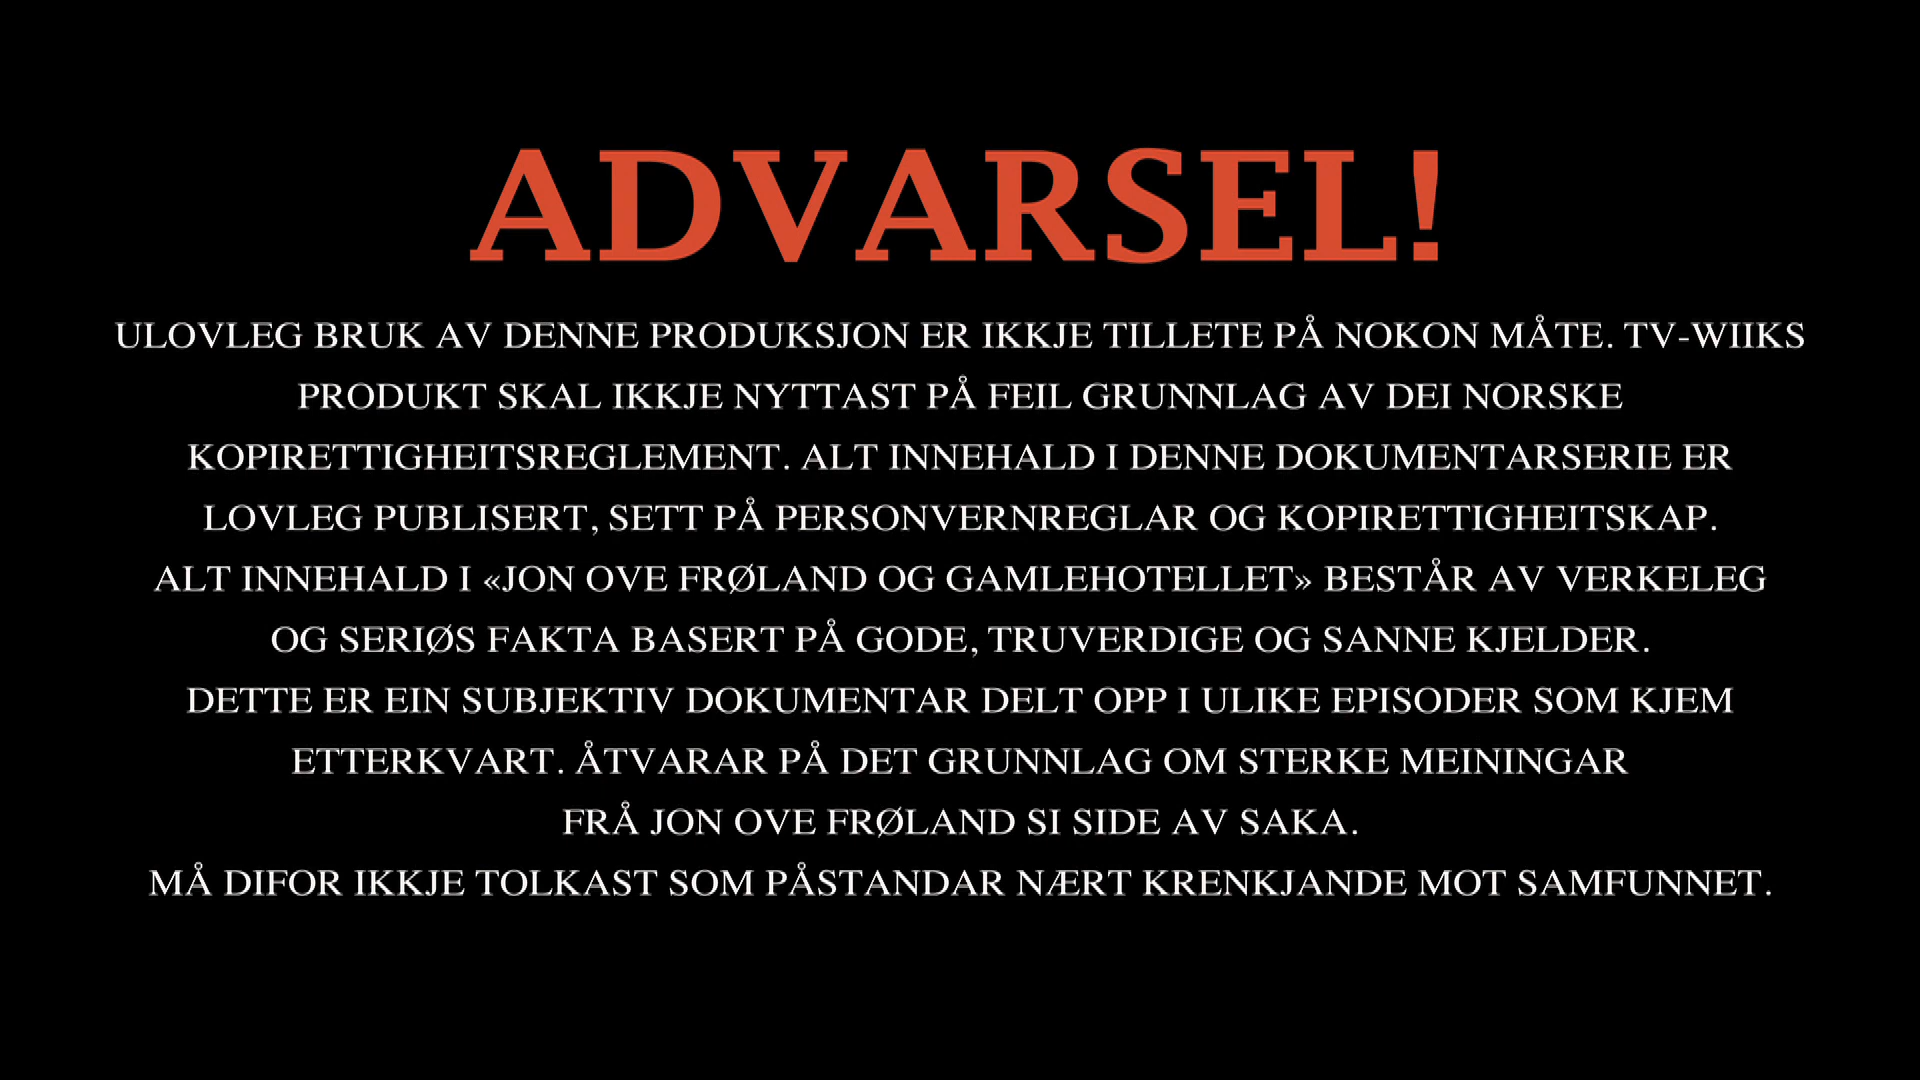 ADVARSEL!
ULOVLEG BRUK AV DENNE PRODUKSJON ER IKKJE TILLETE PÅ NOKON MÅTE. TV-WIIKS
PRODUKT SKAL IKKJE NYTTAST PÅ FEIL GRUNNLAG AV DEI NORSKE
KOPIRETTIGHEITSREGLEMENT. ALT INNEHALD I DENNE DOKUMENTARSERIE ER
LOVLEG PUBLISERT, SETT PÅ PERSONVERNREGLAR OG KOPIRETTIGHEITSKAP.
ALT INNEHALD I «JON OVE FRØLAND OG GAMLEHOTELLET» BESTÅR AV VERKELEG
OG SERIØS FAKTA BASERT PÅ GODE, TRUVERDIGE OG SANNE KJELDER.
DETTE ER EIN SUBJEKTIV DOKUMENTAR DELT OPP I ULIKE EPISODER SOM KJEM
ETTERKVART. ÅTVARAR PÅ DET GRUNNLAG OM STERKE MEININGAR
FRÅ JON OVE FRØLAND SI SIDE AV SAKA.
MÅ DIFOR IKKJE TOLKAST SOM PÅSTANDAR NÆRT KRENKJANDE MOT SAMFUNNET.